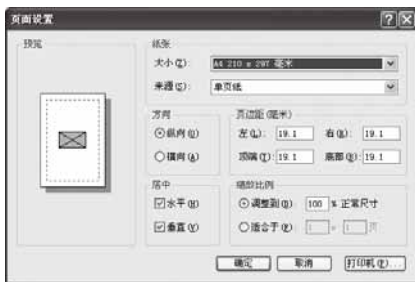 页面设置
预览
纸张
大小(Z): A4 210 x 297 毫米
来源(S): 单页纸
方向
纵向(O)
横向(A)
页边距(毫米)
左(L): 19.1 右(R): 19.1
顶端(T): 19.1 底部(B): 19.1
居中
水平(H)
垂直(V)
缩放比例
调整到(D): 100 % 正常尺寸
适合于(F): 1 x 1 页
确定 取消 打印机(P)...